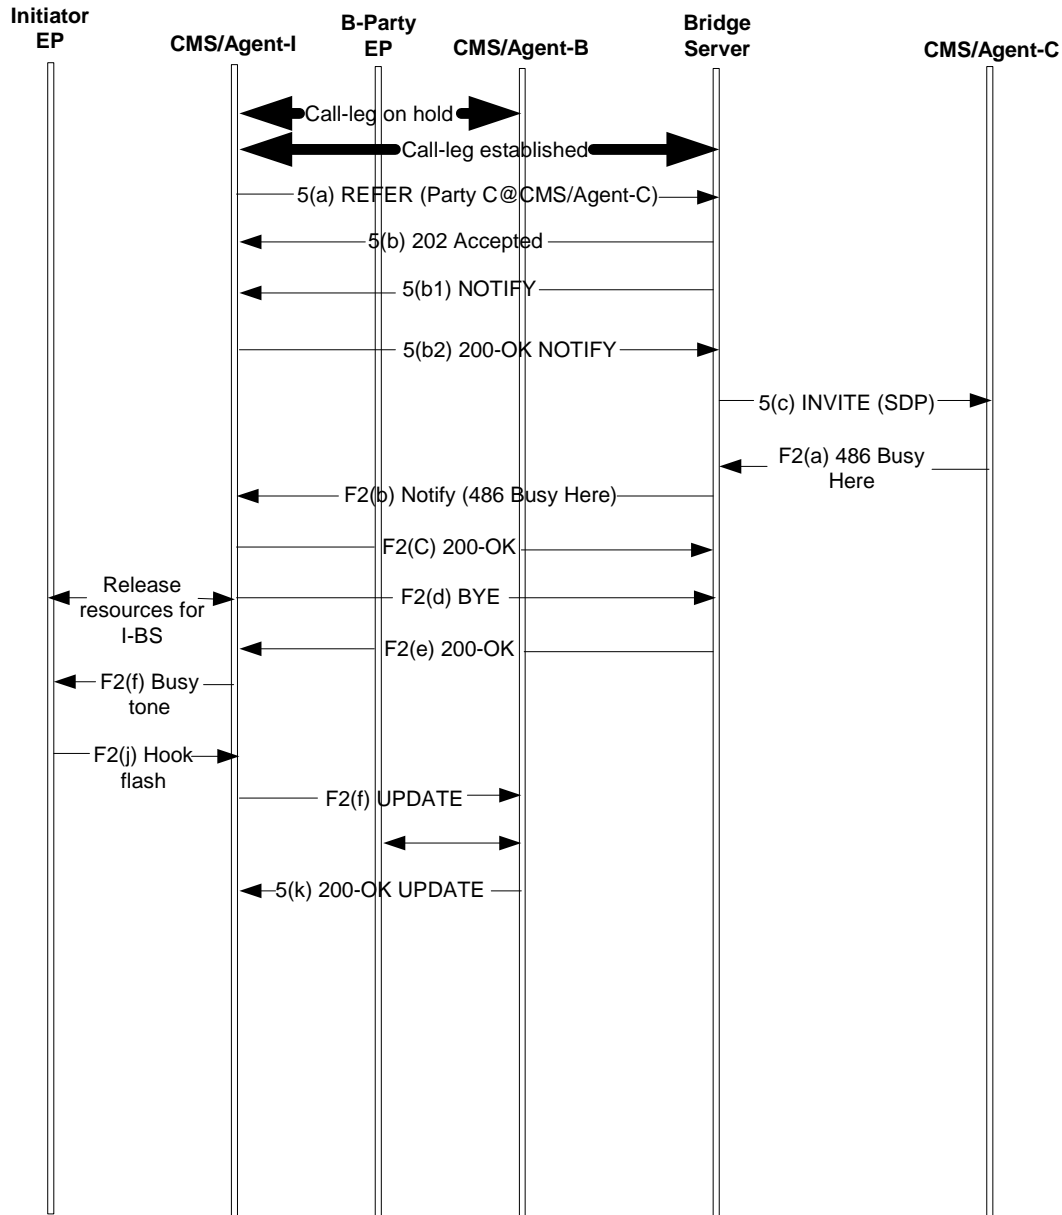 Initiator
EP
CMS/Agent-I
B-Party
EP
CMS/Agent-B
Bridge
Server
CMS/Agent-C
Call-leg on hold
Call-leg established
5(a) REFER (Party C@CMS/Agent-C)
5(b) 202 Accepted
5(b1) NOTIFY
5(b2) 200-OK NOTIFY
5(c) INVITE (SDP)
F2(a) 486 Busy
Here
F2(b) Notify (486 Busy Here)
F2(C) 200-OK
Release
resources for
I-BS
F2(d) BYE
F2(e) 200-OK
F2(f) Busy
tone
F2(j) Hook
flash
F2(f) UPDATE
5(k) 200-OK UPDATE